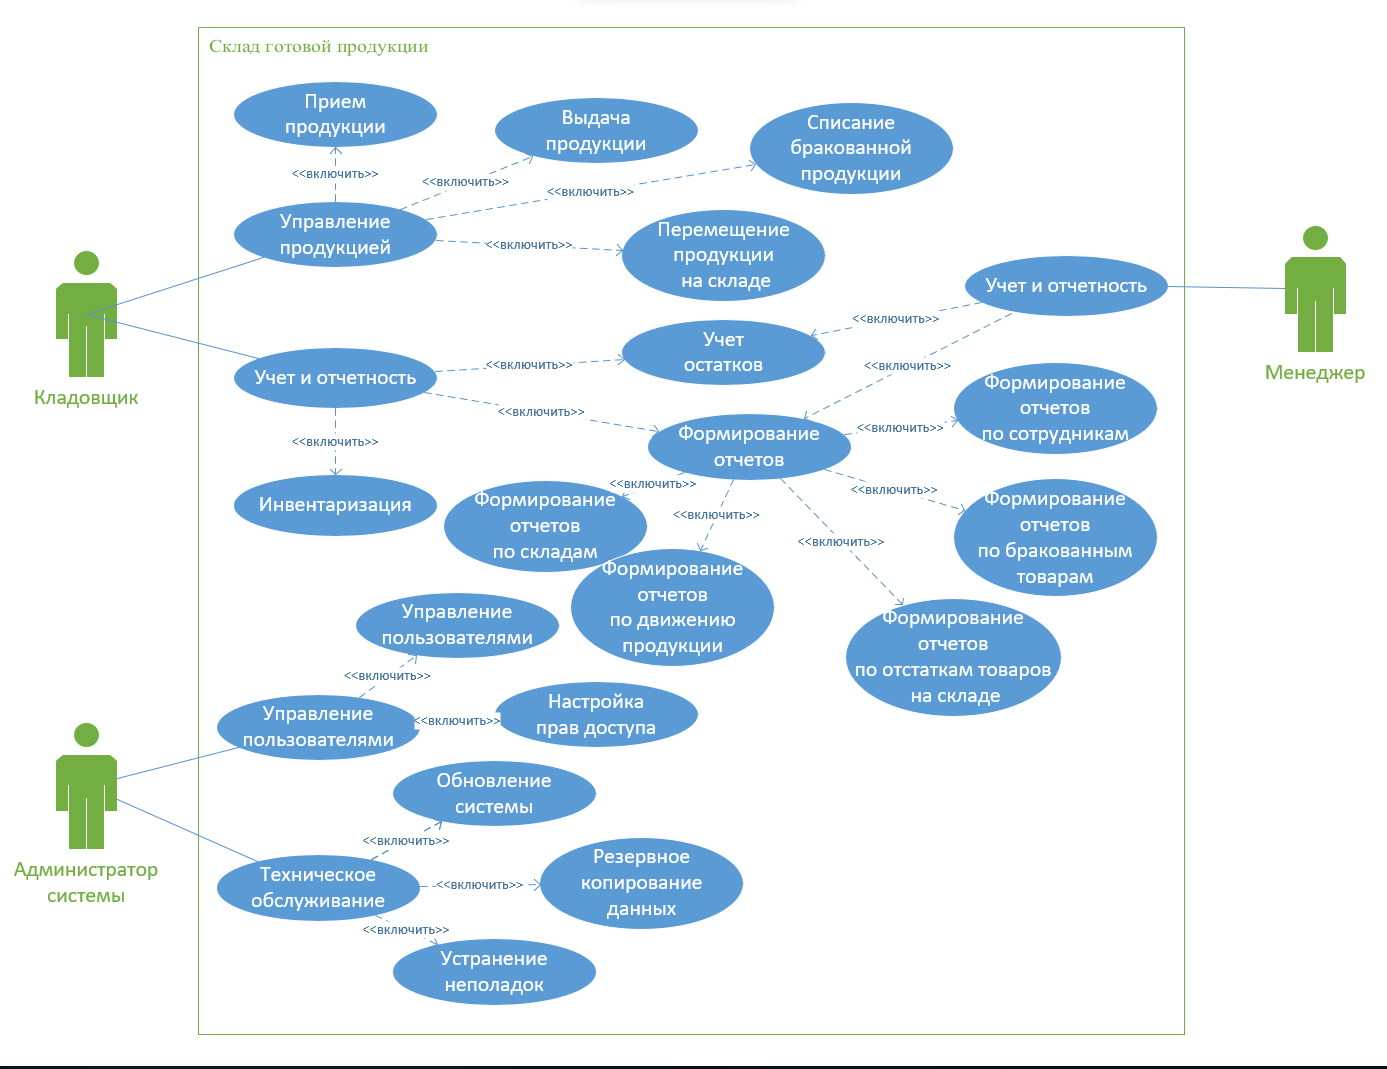 Склад готовой продукции
Прием
продукции
Выдача
продукции
Списание
бракованной
продукции
<<включить>>
<<включить>>
<<включить>>
Управление
продукцией
<<включить>>
Перемещение
продукции
на складе
Учет и отчетность
<<включить>>
Учет
остатков
<<включить>>
<<включить>>
Учет и отчетность
Кладовщик
Менеджер
<<включить>>
Формирование
отчетов
по сотрудникам
<<включить>>
Формирование
отчетов
<<включить>>
<<включить>>
Инвентаризация
<<включить>>
<<включить>>
Формирование
отчетов
по складам
<<включить>>
<<включить>>
Формирование
отчетов
по бракованным
товарам
Формирование
отчетов
по движению
продукции
Формирование
отчетов
по отстаткам товаров
на складе
Управление
пользователями
<<включить>>
Управление
пользователями
<<включить>>
Настройка
прав доступа
Администратор
системы
Обновление
системы
<<включить>>
Техническое
обслуживание
<<включить>>
Резервное
копирование
данных
<<включить>>
Устранение
неполадок